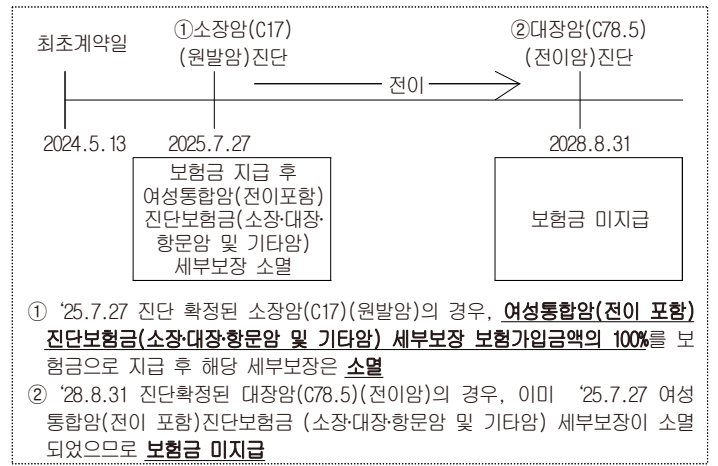 최초계약일
①소장암(C17)
(원발암)진단
②대장암(C78.5)
(전이암)진단
전이
2024.5.13
2025.7.27
2028.8.31
보험금 지급 후
여성통합암(전이포함)
진단보험금(소장·대장·
항문암 및 기타암)
세부보장 소멸
보험금 미지급
① ‘25.7.27 진단 확정된 소장암(C17)(원발암)의 경우, 여성통합암(전이 포함)
진단보험금(소장·대장·항문암 및 기타암) 세부보장 보험가입금액의 100%를 보
험금으로 지급 후 해당 세부보장은 소멸
② ‘28.8.31 진단확정된 대장암(C78.5)(전이암)의 경우, 이미 ‘25.7.27 여성
통합암(전이 포함)진단보험금 (소장·대장·항문암 및 기타암) 세부보장이 소멸
되었으므로 보험금 미지급